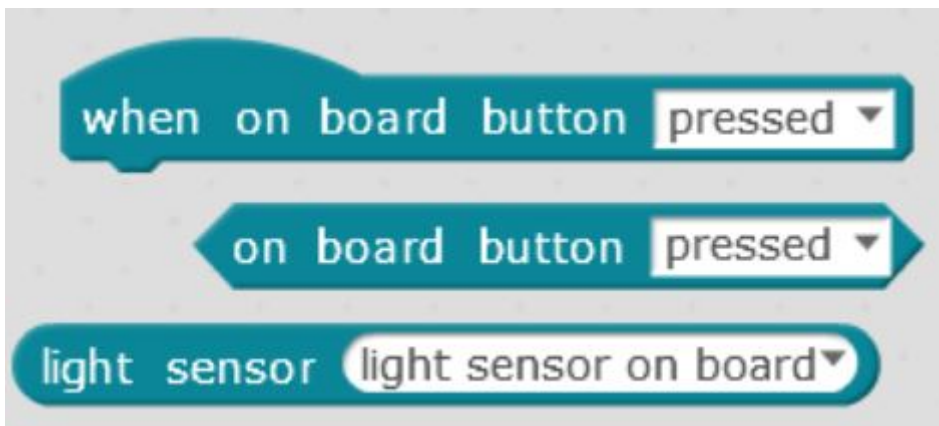 when on board button pressed
on board button pressed
light sensor light sensor on board